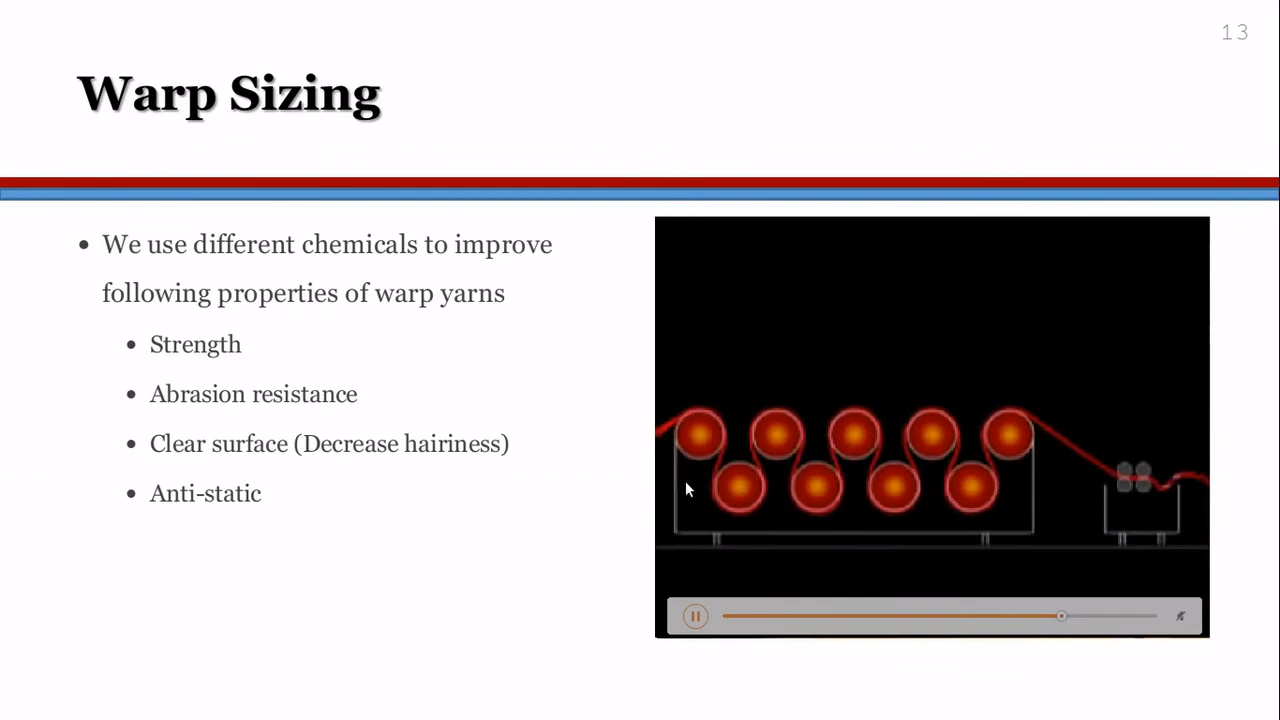 13
Warp Sizing
• We use different chemicals to improve
following properties of warp yarns
• Strength
• Abrasion resistance
• Clear surface (Decrease hairiness)
• Anti-static